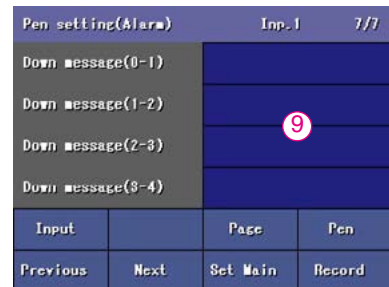 Pen setting(Alarm) Inp.1 7/7
Down message(0-1)
Down message(1-2)
9
Down message(2-3)
Down message(3-4)
Input Page Pen
Previous Next Set Main Record